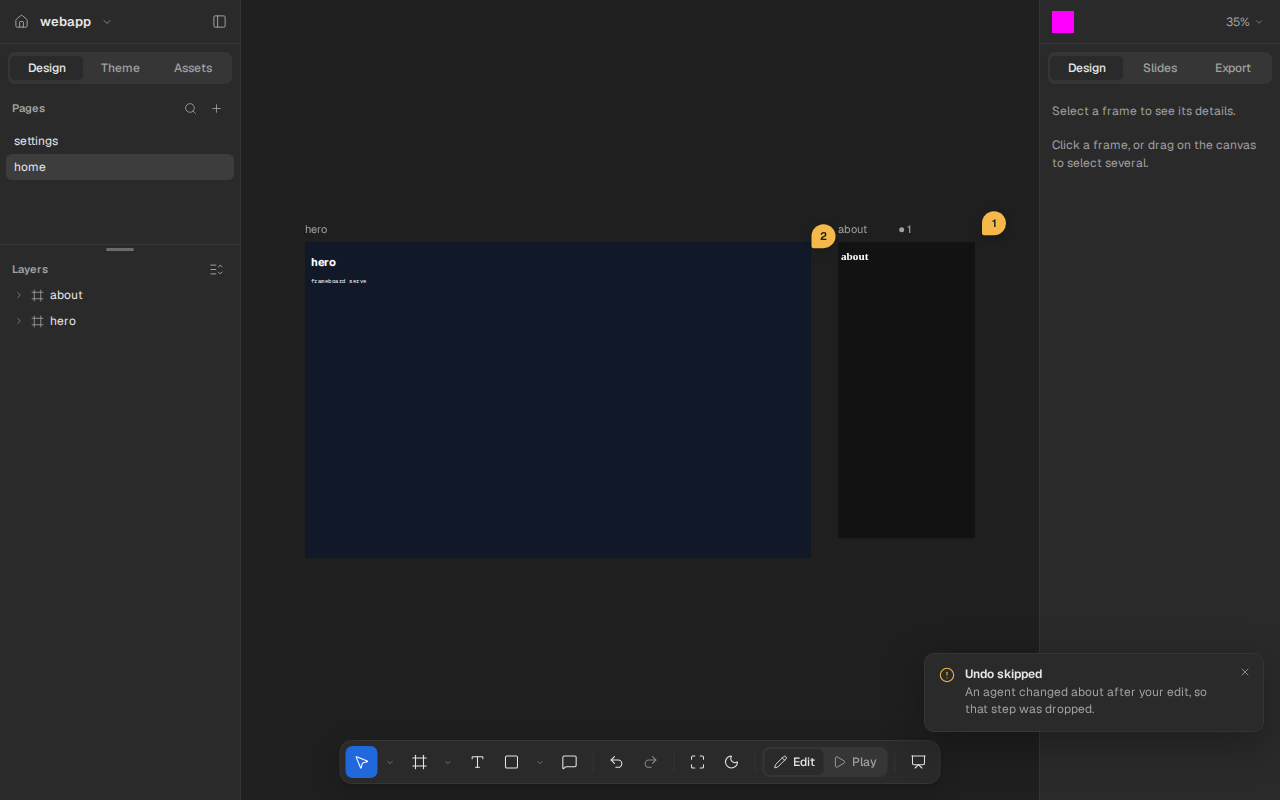 webapp
35%
Design
Theme
Assets
Design
Slides
Export
Pages
settings
home
Select a frame to see its details.
Click a frame, or drag on the canvas
to select several.
hero
2
about
1
1
hero
frameboard serve
about
Layers
about
hero
Undo skipped
An agent changed about after your edit, so
that step was dropped.
Edit
Play